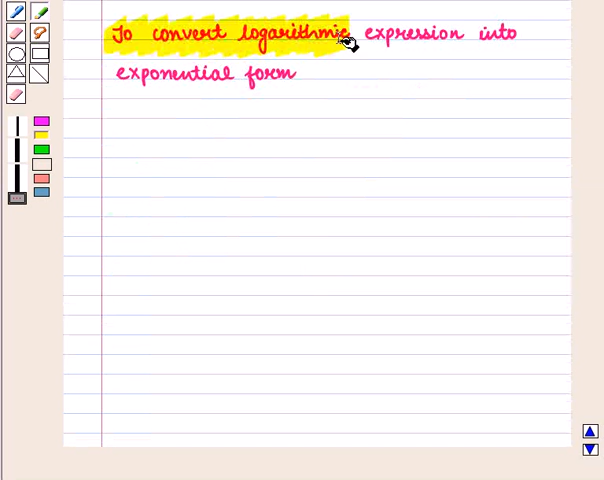 To convert logarithmic expression into
exponential form